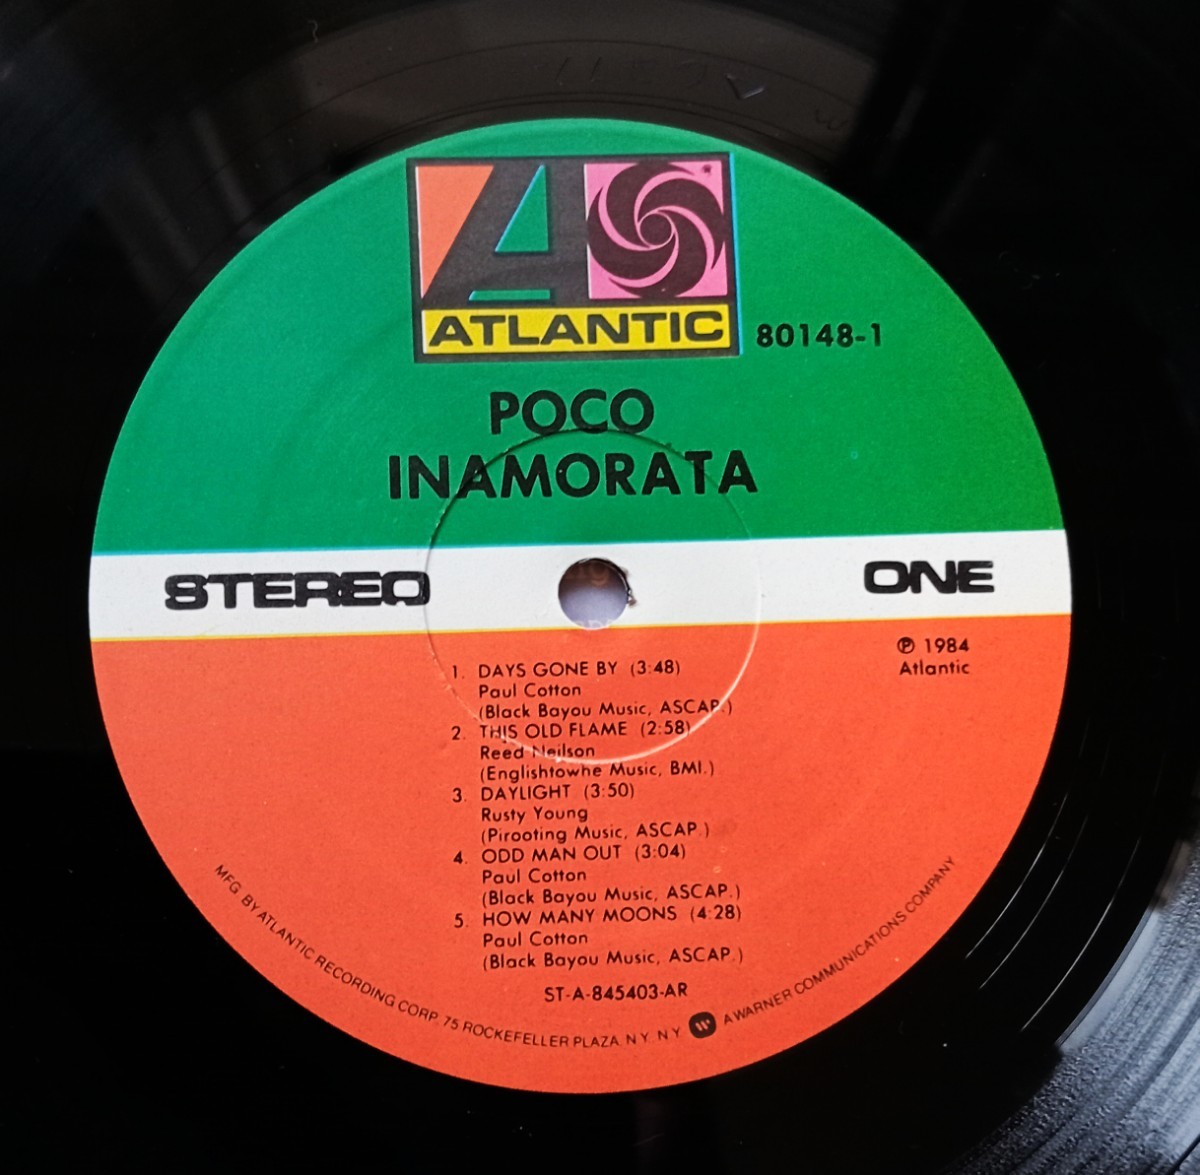 ATLANTIC
80148-1
POCO
INAMORATA
STEREO
ONE
℗ 1984
Atlantic
1. DAYS GONE BY (3:48)
Paul Cotton
(Black Bayou Music, ASCAP.)
2. THIS OLD FLAME (2:58)
Reed Neilson
(Englishtowhe Music, BMI.)
3. DAYLIGHT (3:50)
Rusty Young
(Pirooting Music, ASCAP.)
4. ODD MAN OUT (3:04)
Paul Cotton
(Black Bayou Music, ASCAP.)
5. HOW MANY MOONS (4:28)
Paul Cotton
(Black Bayou Music, ASCAP.)
ST-A-845403-AR
MFG BY ATLANTIC RECORDING CORP. 75 ROCKEFELLER PLAZA N.Y. N.Y. A WARNER COMMUNICATIONS COMPANY